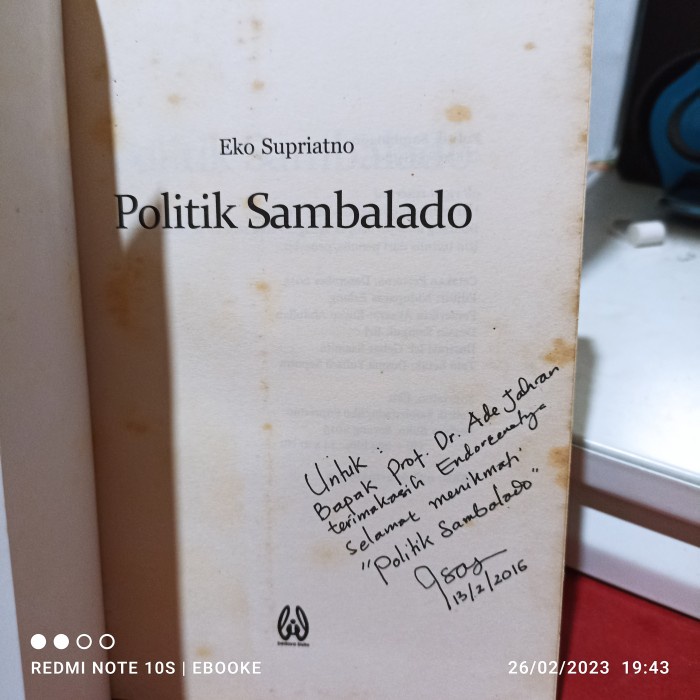 Eko Supriatno
Politik Sambalado
Untuk :
Bapak Prof. Dr. Ade Jahran
terimakasih Endorcenatya
selamat menikmati
"Politik Sambalado"
13/2/2016
REDMI NOTE 10S | EBOOKE
26/02/2023 19:43